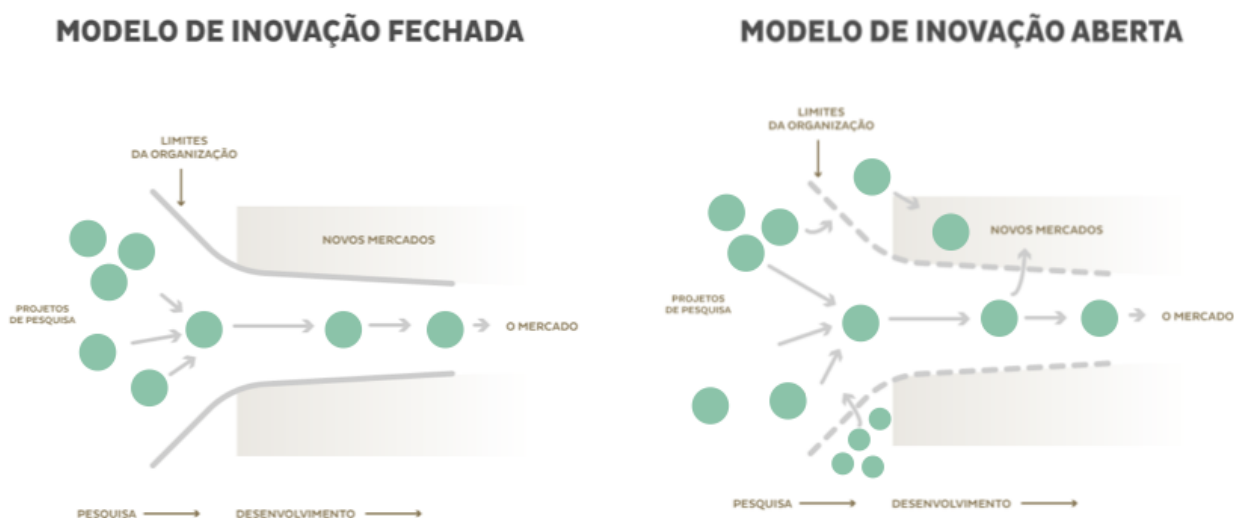 MODELO DE INOVAÇÃO FECHADA
LIMITES
DA ORGANIZAÇÃO
NOVOS MERCADOS
PROJETOS
DE PESQUISA
O MERCADO
PESQUISA
DESENVOLVIMENTO
MODELO DE INOVAÇÃO ABERTA
LIMITES
DA ORGANIZAÇÃO
NOVOS MERCADOS
PROJETOS
DE PESQUISA
O MERCADO
PESQUISA
DESENVOLVIMENTO